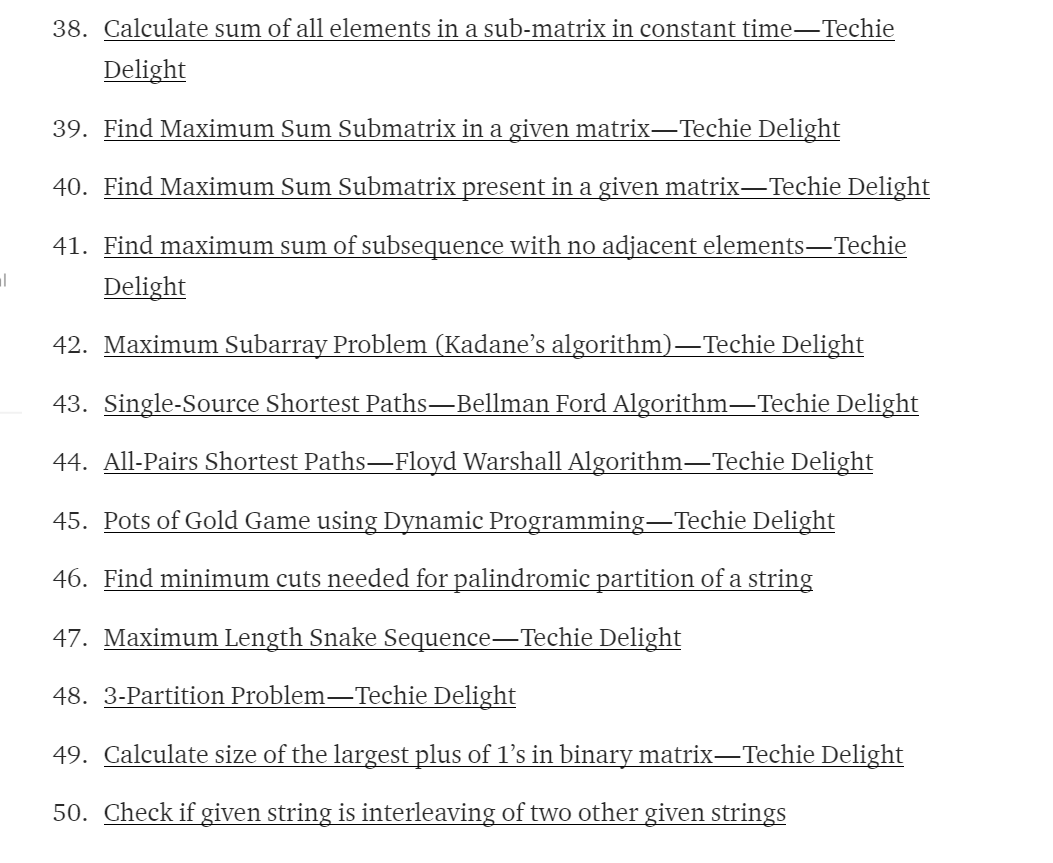 38. Calculate sum of all elements in a sub-matrix in constant time—Techie
Delight
39. Find Maximum Sum Submatrix in a given matrix—Techie Delight
40. Find Maximum Sum Submatrix present in a given matrix—Techie Delight
41. Find maximum sum of subsequence with no adjacent elements—Techie
Delight
42. Maximum Subarray Problem (Kadane’s algorithm)—Techie Delight
43. Single-Source Shortest Paths—Bellman Ford Algorithm—Techie Delight
44. All-Pairs Shortest Paths—Floyd Warshall Algorithm—Techie Delight
45. Pots of Gold Game using Dynamic Programming—Techie Delight
46. Find minimum cuts needed for palindromic partition of a string
47. Maximum Length Snake Sequence—Techie Delight
48. 3-Partition Problem—Techie Delight
49. Calculate size of the largest plus of 1’s in binary matrix—Techie Delight
50. Check if given string is interleaving of two other given strings